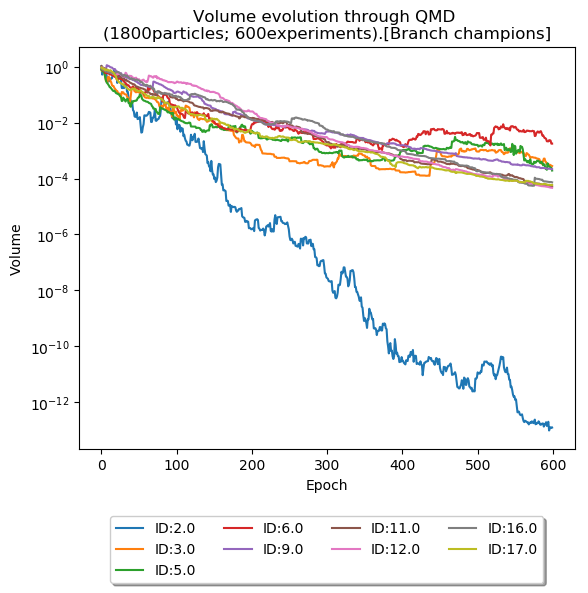 Volume evolution through QMD
(1800particles; 600experiments).[Branch champions]
10^0
10^−2
10^−4
10^−6
10^−8
10^−10
10^−12
Volume
0 100 200 300 400 500 600
Epoch
ID:2.0 ID:6.0 ID:11.0 ID:16.0
ID:3.0 ID:9.0 ID:12.0 ID:17.0
ID:5.0